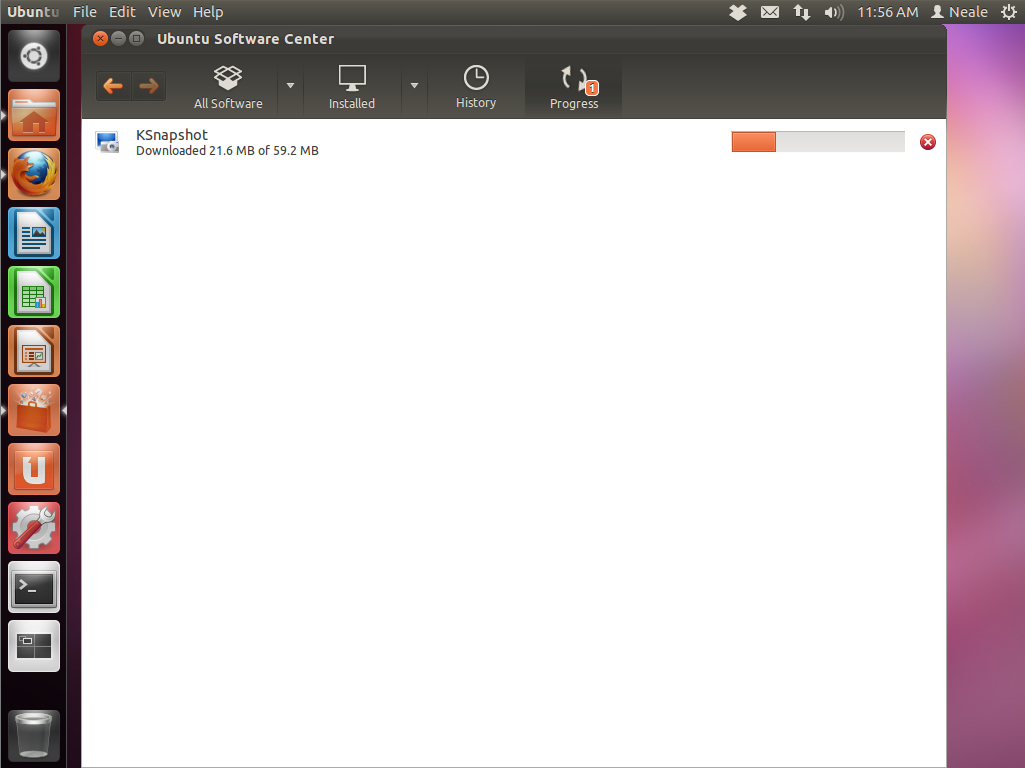 Ubuntu File Edit View Help 11:56 AM Neale
Ubuntu Software Center
All Software Installed History Progress 1
KSnapshot
Downloaded 21.6 MB of 59.2 MB